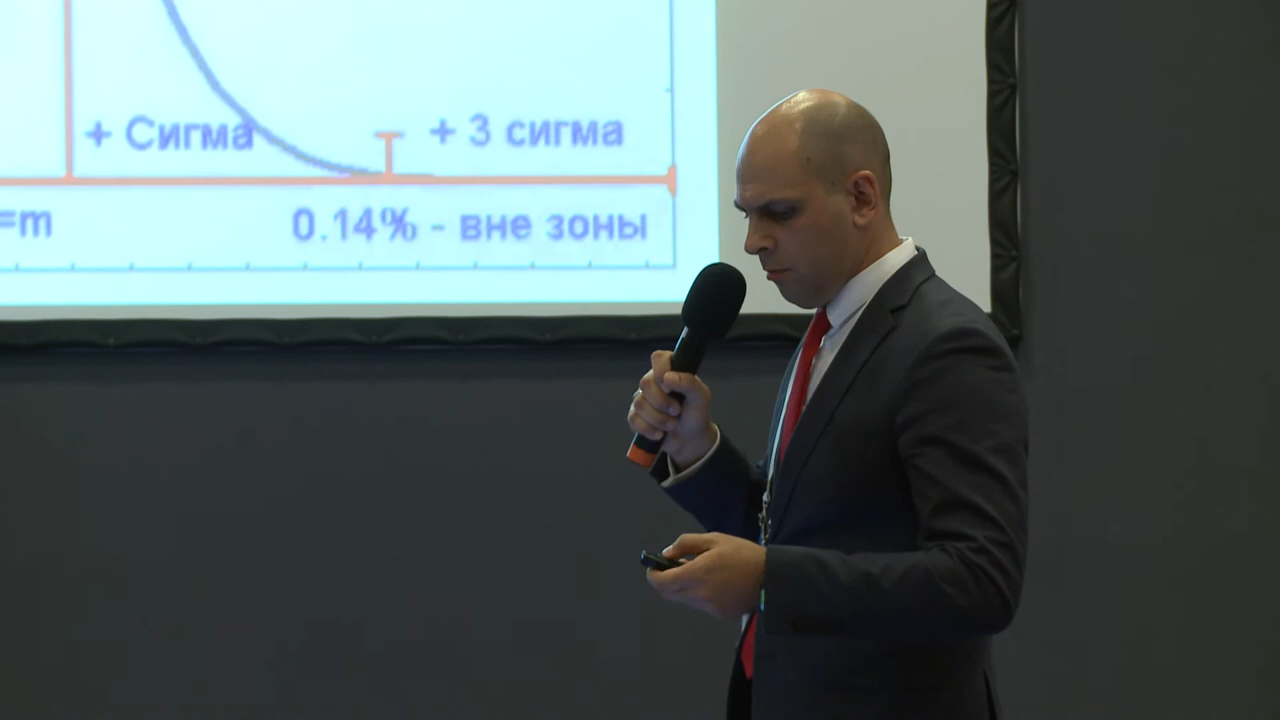 + Сигма + 3 сигма
=m 0.14% - вне зоны